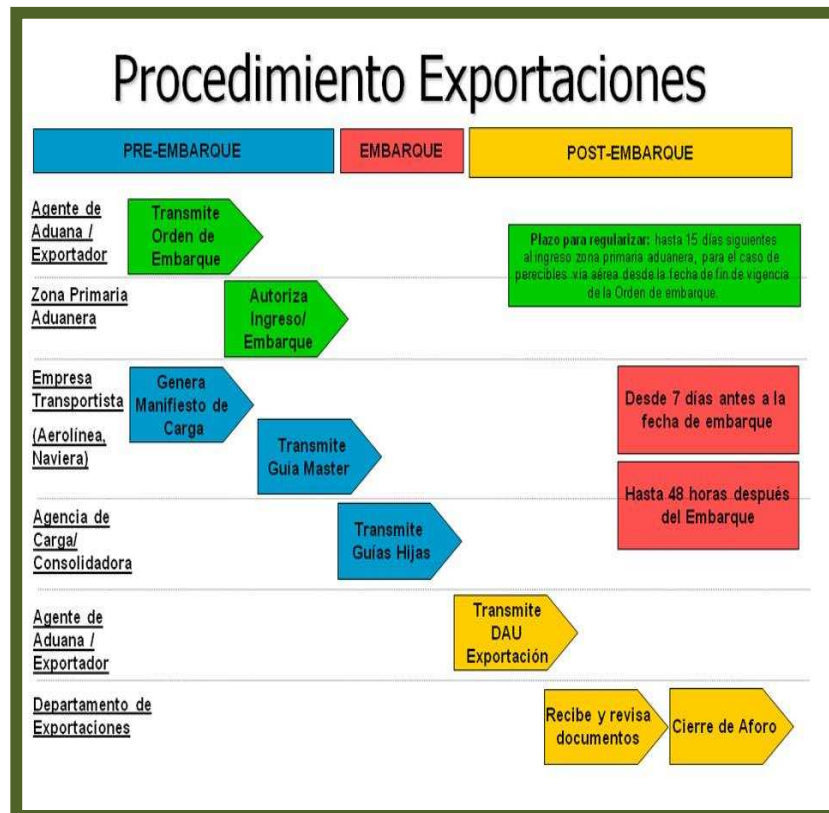 Procedimiento Exportaciones
PRE-EMBARQUE
EMBARQUE
POST-EMBARQUE
Agente de
Aduana /
Exportador
Transmite
Orden de
Embarque
Plazo para regularizar: hasta 15 días siguientes
al ingreso zona primaria aduanera, para el caso de
perecibles vía aérea desde la fecha de fin de vigencia
de la Orden de embarque.
Zona Primaria
Aduanera
Autoriza
Ingreso/
Embarque
Empresa
Transportista
(Aerolínea,
Naviera)
Genera
Manifiesto de
Carga
Transmite
Guía Master
Desde 7 días antes a la
fecha de embarque
Hasta 48 horas después
del Embarque
Agencia de
Carga/
Consolidadora
Transmite
Guías Hijas
Agente de
Aduana /
Exportador
Transmite
DAU
Exportación
Departamento de
Exportaciones
Recibe y revisa
documentos
Cierre de Aforo